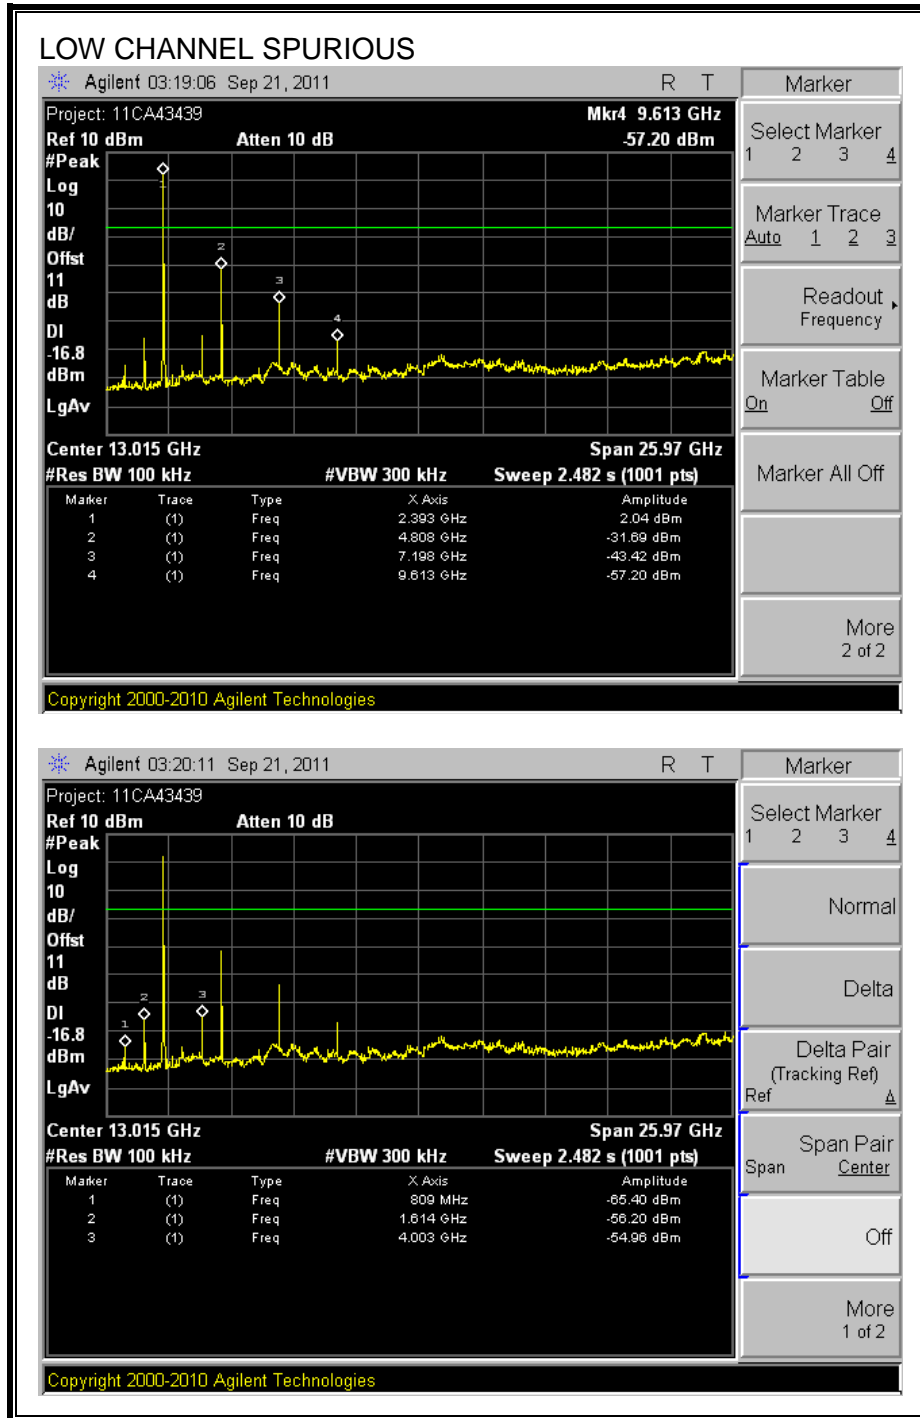 LOW CHANNEL SPURIOUS
Agilent 03:19:06 Sep 21, 2011 R T
Project: 11CA43439 Mkr4 9.613 GHz
Ref 10 dBm Atten 10 dB -57.20 dBm
#Peak
Log
10
dB/
Offst
11
dB
DI
-16.8
dBm
LgAv
1
2
3
4
Center 13.015 GHz Span 25.97 GHz
#Res BW 100 kHz #VBW 300 kHz Sweep 2.482 s (1001 pts)
Marker Trace Type X Axis Amplitude
1 (1) Freq 2.393 GHz 2.04 dBm
2 (1) Freq 4.808 GHz -31.69 dBm
3 (1) Freq 7.198 GHz -43.42 dBm
4 (1) Freq 9.613 GHz -57.20 dBm
Marker
Select Marker
1 2 3 4
Marker Trace
Auto 1 2 3
Readout
Frequency
Marker Table
On Off
Marker All Off
More
2 of 2
Copyright 2000-2010 Agilent Technologies
Agilent 03:20:11 Sep 21, 2011 R T
Project: 11CA43439
Ref 10 dBm Atten 10 dB
#Peak
Log
10
dB/
Offst
11
dB
DI
-16.8
dBm
LgAv
1
2
3
Center 13.015 GHz Span 25.97 GHz
#Res BW 100 kHz #VBW 300 kHz Sweep 2.482 s (1001 pts)
Marker Trace Type X Axis Amplitude
1 (1) Freq 809 MHz -65.40 dBm
2 (1) Freq 1.614 GHz -56.20 dBm
3 (1) Freq 4.003 GHz -54.96 dBm
Marker
Select Marker
1 2 3 4
Normal
Delta
Delta Pair
(Tracking Ref)
Ref Δ
Span Pair
Span Center
Off
More
1 of 2
Copyright 2000-2010 Agilent Technologies